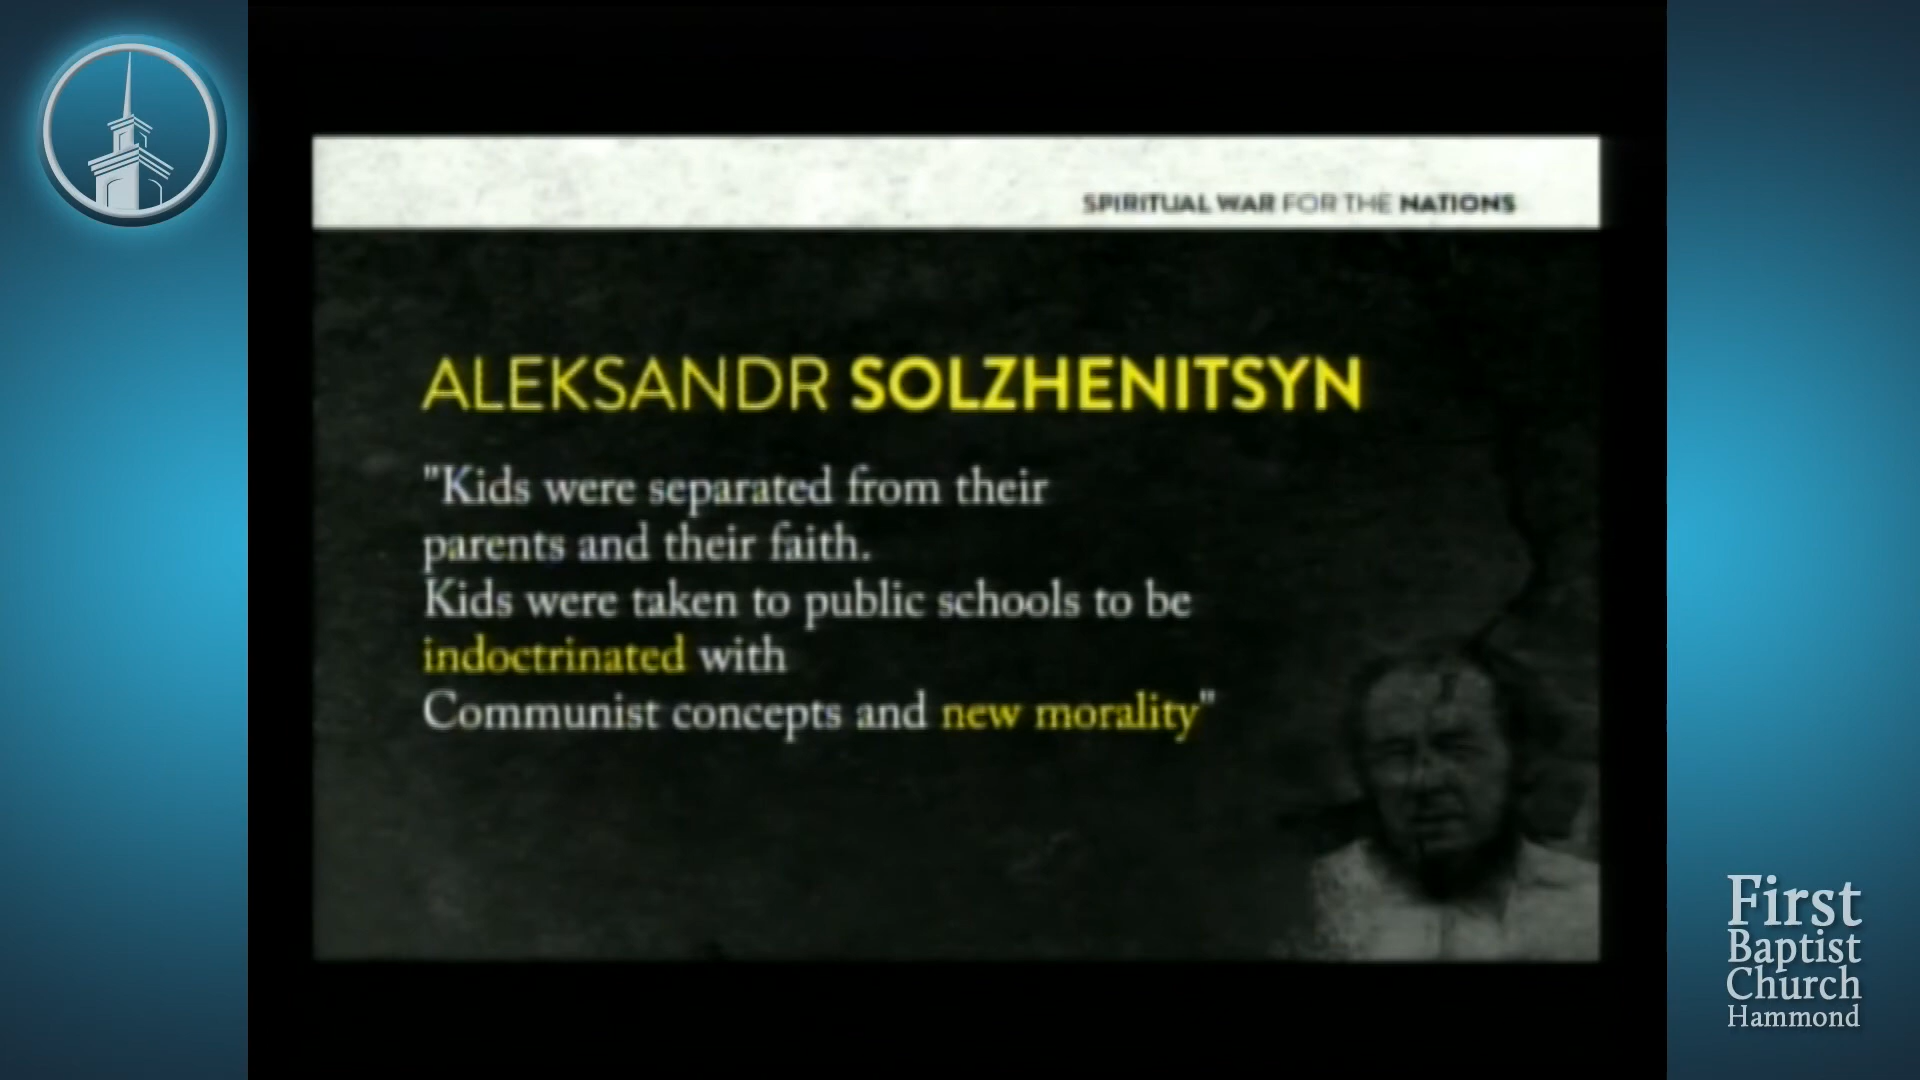 SPIRITUAL WAR FOR THE NATIONS
ALEKSANDR SOLZHENITSYN
"Kids were separated from their
parents and their faith.
Kids were taken to public schools to be
indoctrinated with
Communist concepts and new morality"
First
Baptist
Church
Hammond